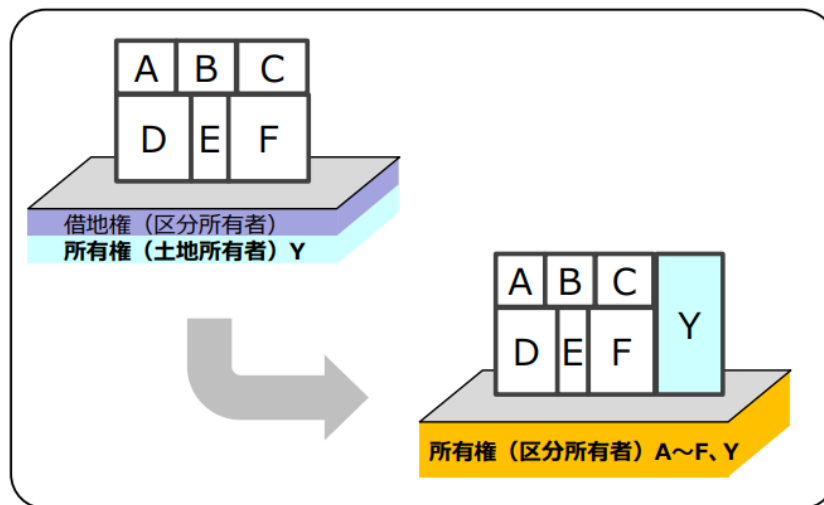 A B C
D E F
借地権（区分所有者）
所有権（土地所有者）Y
A B C
Y
D E F
所有権（区分所有者）A～F、Y